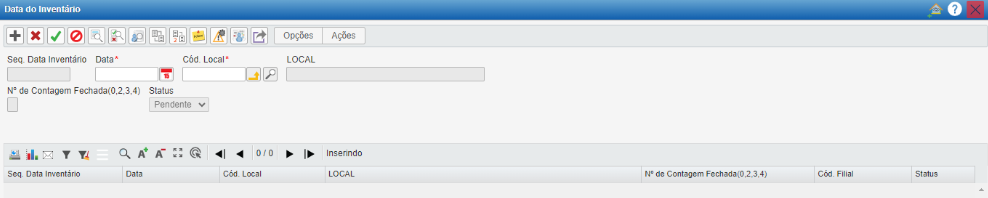 Data do Inventário
Opções Ações
Seq. Data Inventário Data* Cód. Local* LOCAL
Nº de Contagem Fechada(0,2,3,4) Status
Pendente
0 / 0 Inserindo
Seq. Data Inventário Data Cód. Local LOCAL Nº de Contagem Fechada(0,2,3,4) Cód. Filial Status